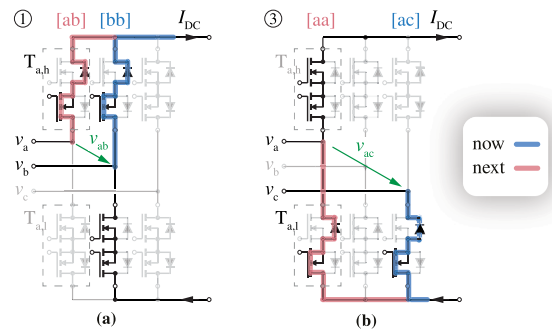 ① [ab] [bb] I_DC
T_a,h
v_a
v_ab
v_b
v_c
T_a,l
(a)
③ [aa] [ac] I_DC
T_a,h
v_a
v_ac
v_b
v_c
T_a,l
(b)
now
next